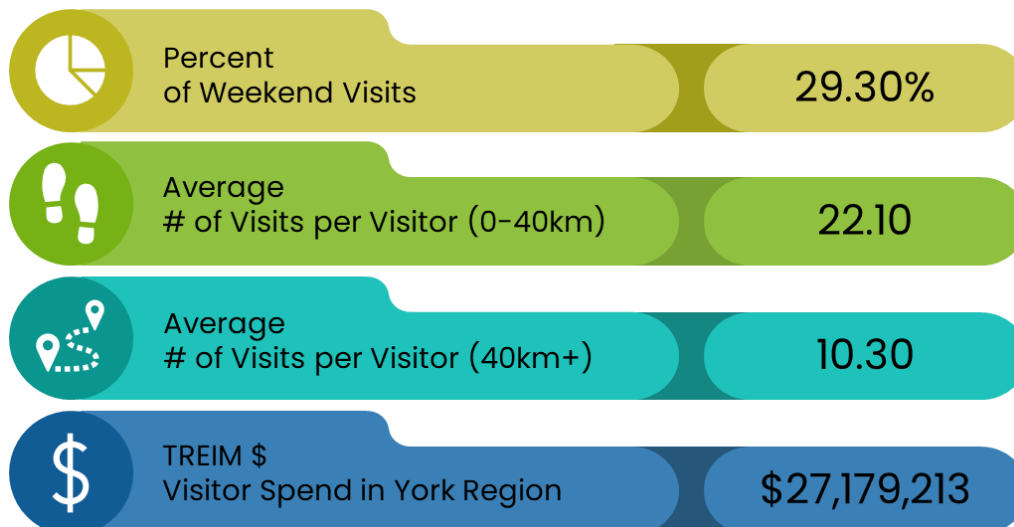 Percent
of Weekend Visits
29.30%
Average
# of Visits per Visitor (0-40km)
22.10
Average
# of Visits per Visitor (40km+)
10.30
TREIM $
Visitor Spend in York Region
$27,179,213